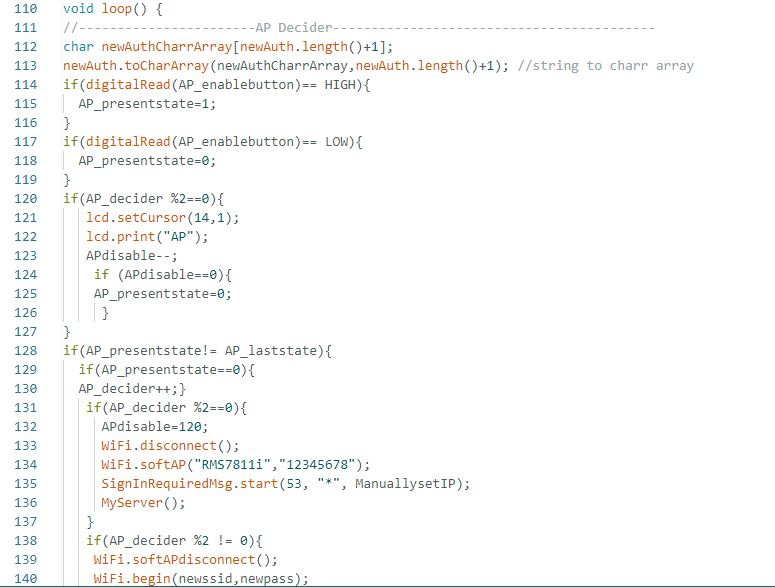 110 void loop() {
111 //-----------------------AP Decider------------------------------------------
112 char newAuthCharrArray[newAuth.length()+1];
113 newAuth.toCharArray(newAuthCharrArray,newAuth.length()+1); //string to charr array
114 if(digitalRead(AP_enablebutton)== HIGH){
115 AP_presentstate=1;
116 }
117 if(digitalRead(AP_enablebutton)== LOW){
118 AP_presentstate=0;
119 }
120 if(AP_decider %2==0){
121 lcd.setCursor(14,1);
122 lcd.print("AP");
123 APdisable--;
124 if (APdisable==0){
125 AP_presentstate=0;
126 }
127 }
128 if(AP_presentstate!= AP_laststate){
129 if(AP_presentstate==0){
130 AP_decider++;}
131 if(AP_decider %2==0){
132 APdisable=120;
133 WiFi.disconnect();
134 WiFi.softAP("RMS7811i","12345678");
135 SignInRequiredMsg.start(53, "*", ManuallysetIP);
136 MyServer();
137 }
138 if(AP_decider %2 != 0){
139 WiFi.softAPdisconnect();
140 WiFi.begin(newssid,newpass);